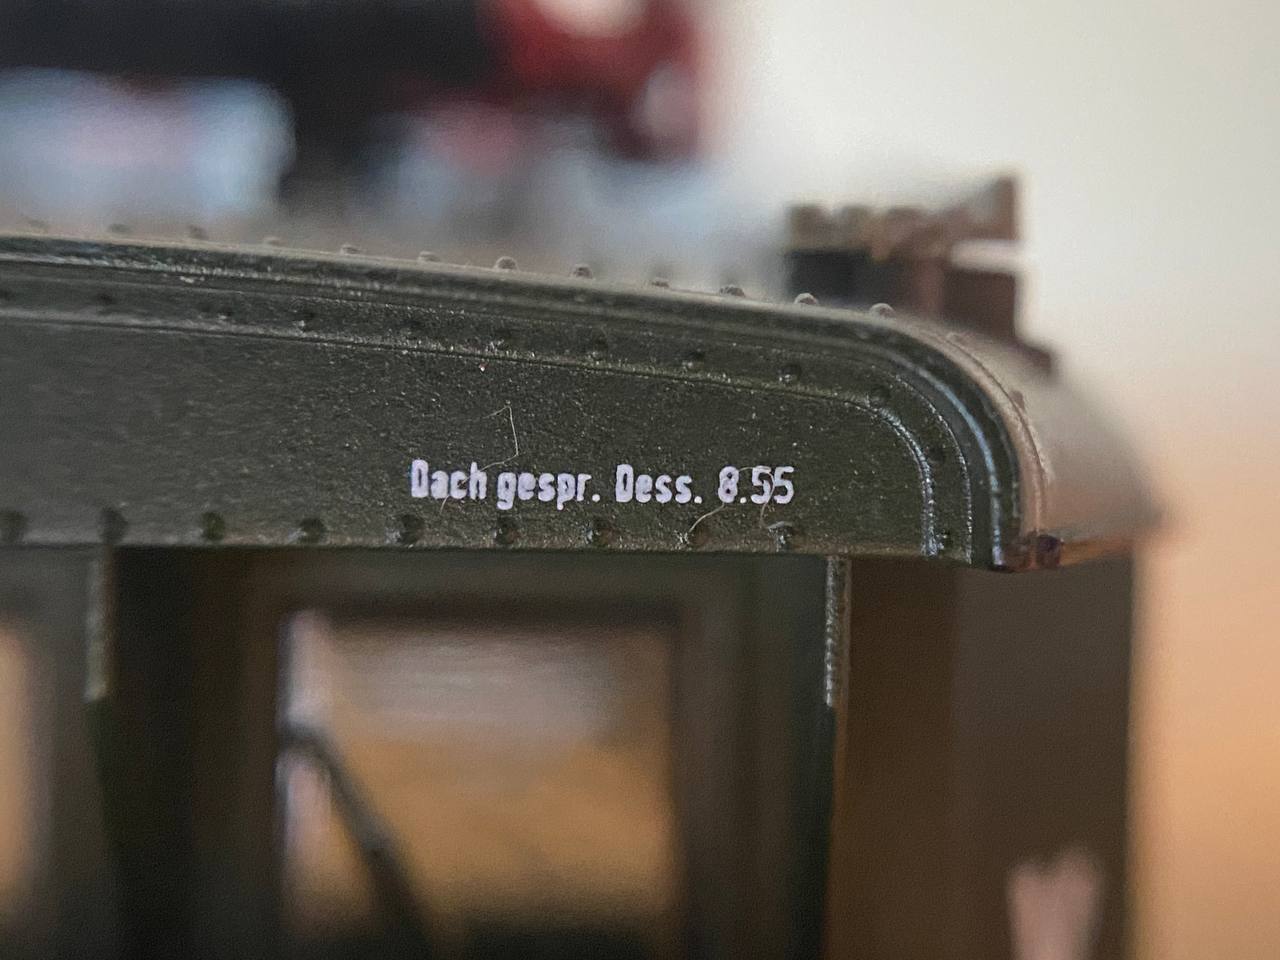 Dach gespr. Dess. 8.55